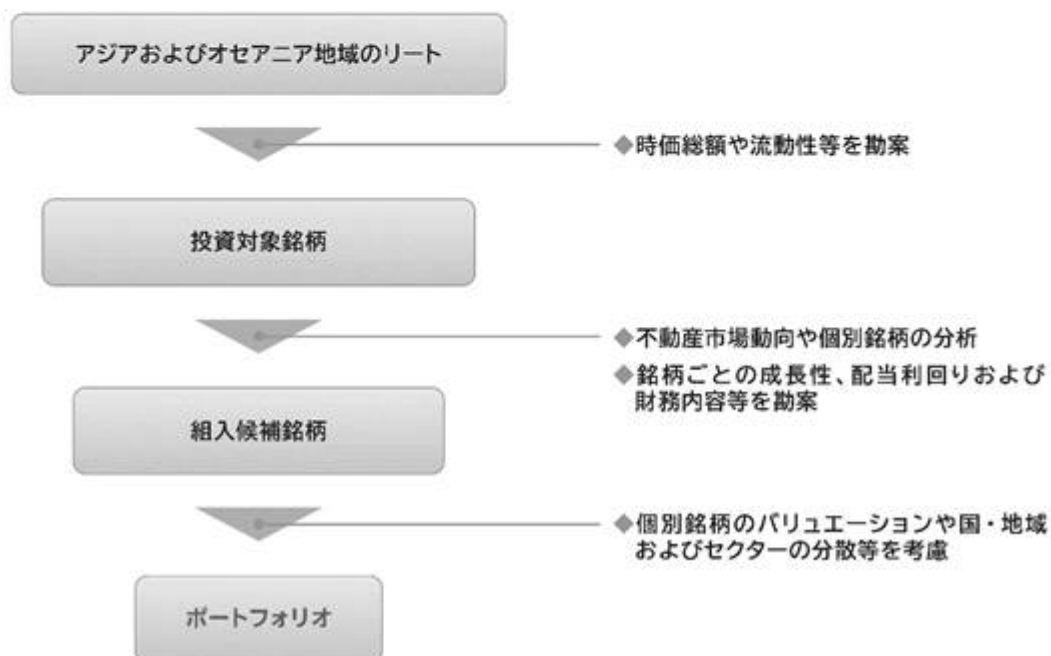 アジアおよびオセアニア地域のリート
◆時価総額や流動性等を勘案
投資対象銘柄
◆不動産市場動向や個別銘柄の分析
◆銘柄ごとの成長性、配当利回りおよび
財務内容等を勘案
組入候補銘柄
◆個別銘柄のバリュエーションや国・地域
およびセクターの分散等を考慮
ポートフォリオ